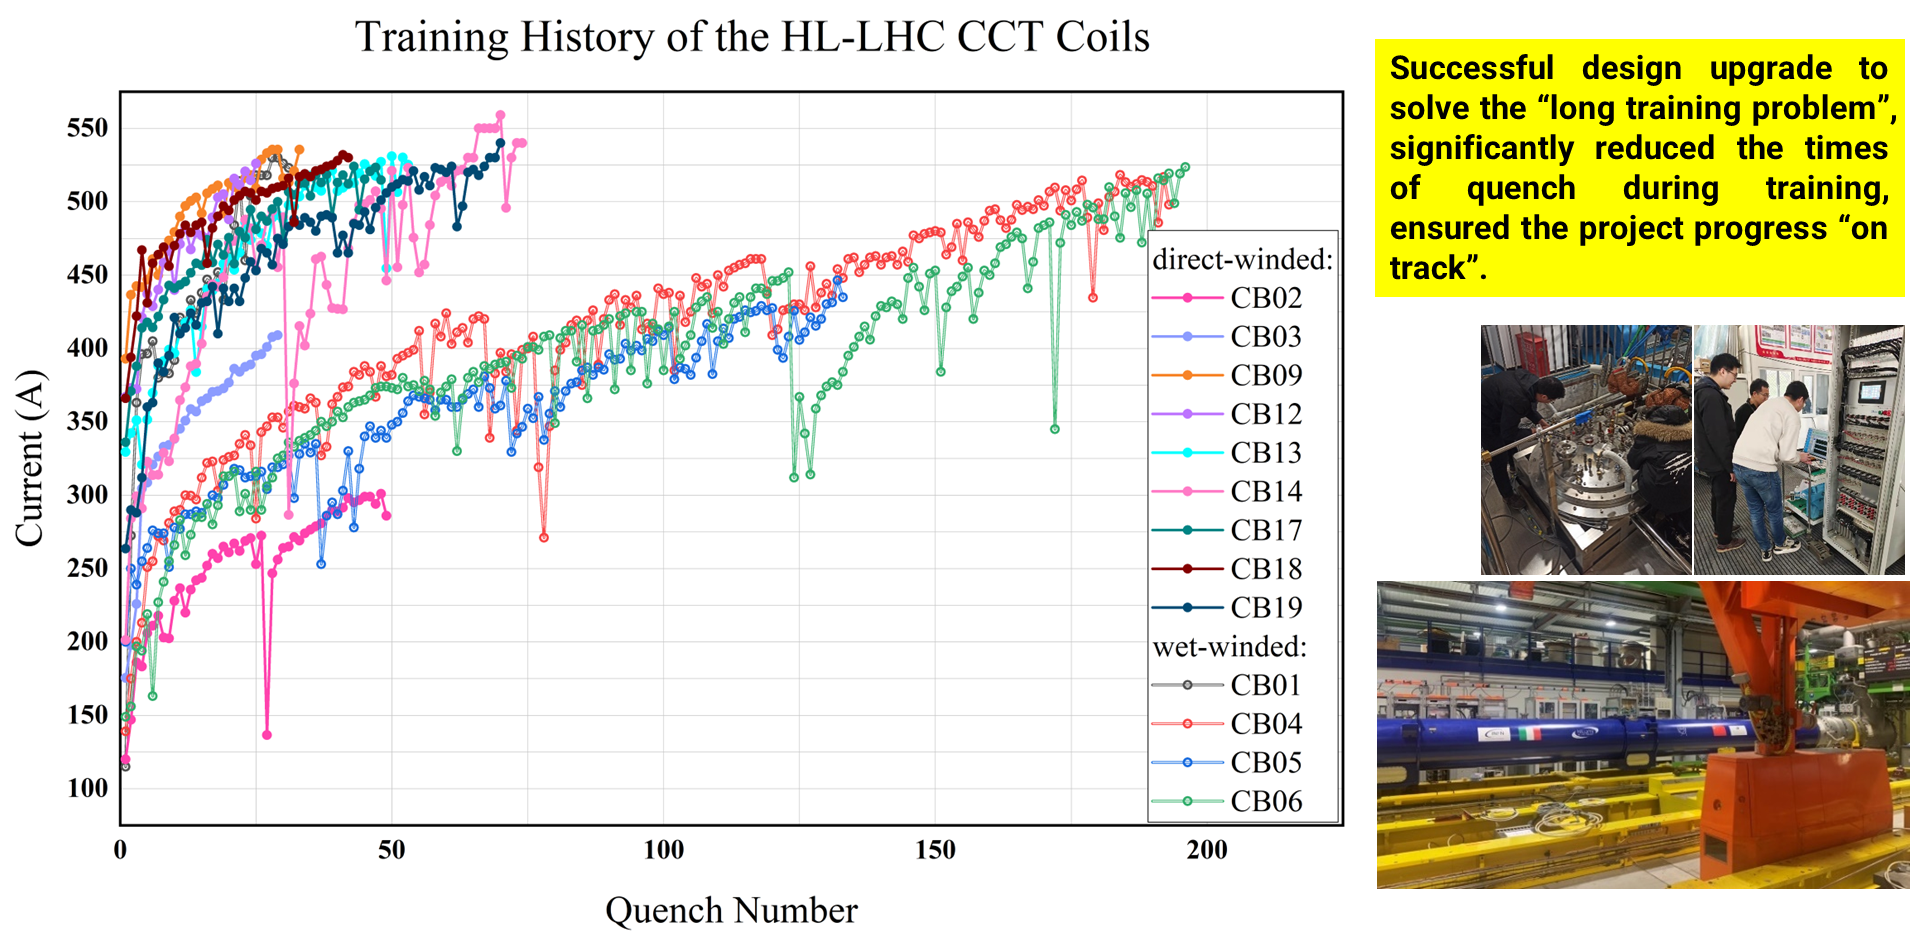 Training History of the HL-LHC CCT Coils
Successful design upgrade to
solve the “long training problem”,
significantly reduced the times
of quench during training,
ensured the project progress “on
track”.
Current (A)
550
500
450
400
350
300
250
200
150
100
0
50
100
150
200
Quench Number
direct-winded:
CB02
CB03
CB09
CB12
CB13
CB14
CB17
CB18
CB19
wet-winded:
CB01
CB04
CB05
CB06